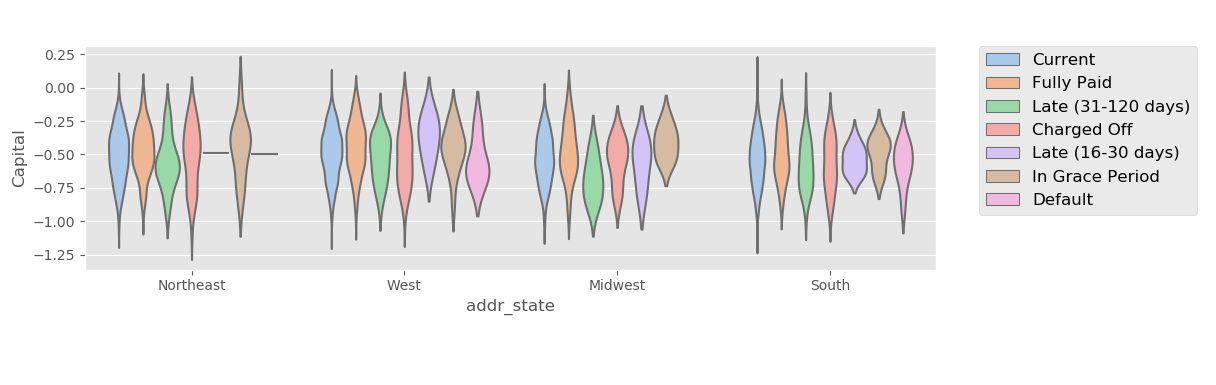 0.25
0.00
−0.25
−0.50
−0.75
−1.00
−1.25
Capital
Northeast
West
Midwest
South
addr_state
Current
Fully Paid
Late (31-120 days)
Charged Off
Late (16-30 days)
In Grace Period
Default